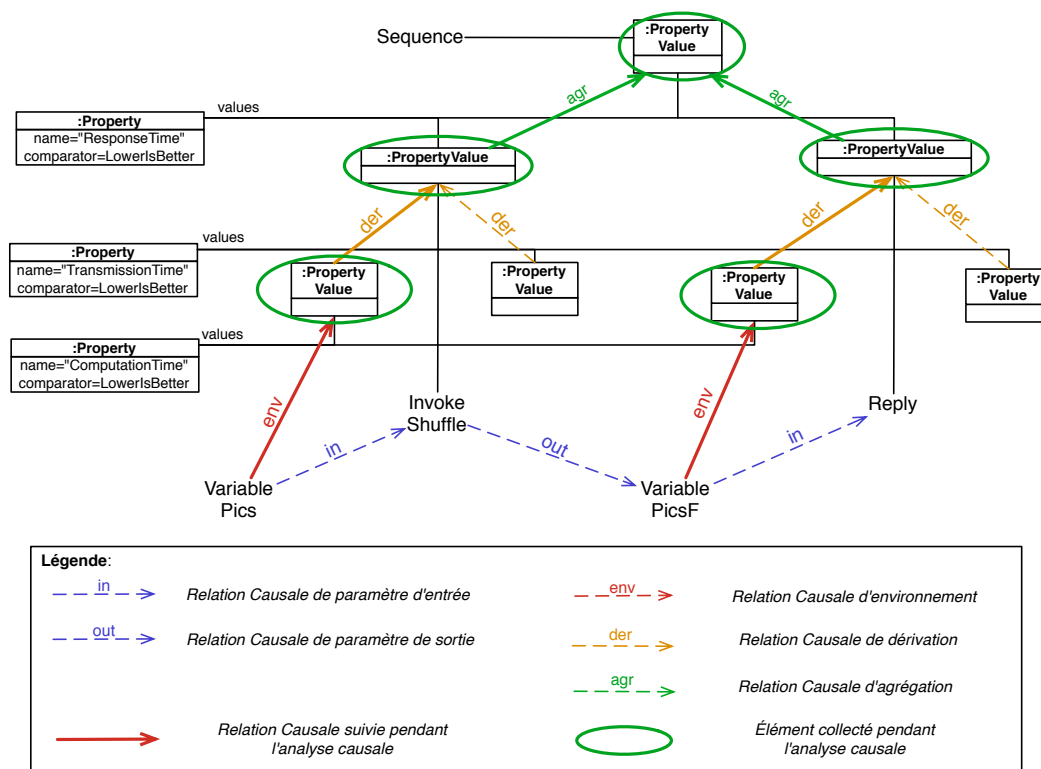 Sequence
:Property
Value
agr
agr
values
:Property
name="ResponseTime"
comparator=LowerIsBetter
:PropertyValue
:PropertyValue
der
der
der
der
values
:Property
name="TransmissionTime"
comparator=LowerIsBetter
:Property
Value
:Property
Value
:Property
Value
:Property
Value
values
:Property
name="ComputationTime"
comparator=LowerIsBetter
env
env
Invoke
Shuffle
Reply
in
out
in
Variable
Pics
Variable
PicsF
Légende:
in
Relation Causale de paramètre d'entrée
env
Relation Causale d'environnement
out
Relation Causale de paramètre de sortie
der
Relation Causale de dérivation
agr
Relation Causale d'agrégation
Relation Causale suivie pendant
l'analyse causale
Élément collecté pendant
l'analyse causale